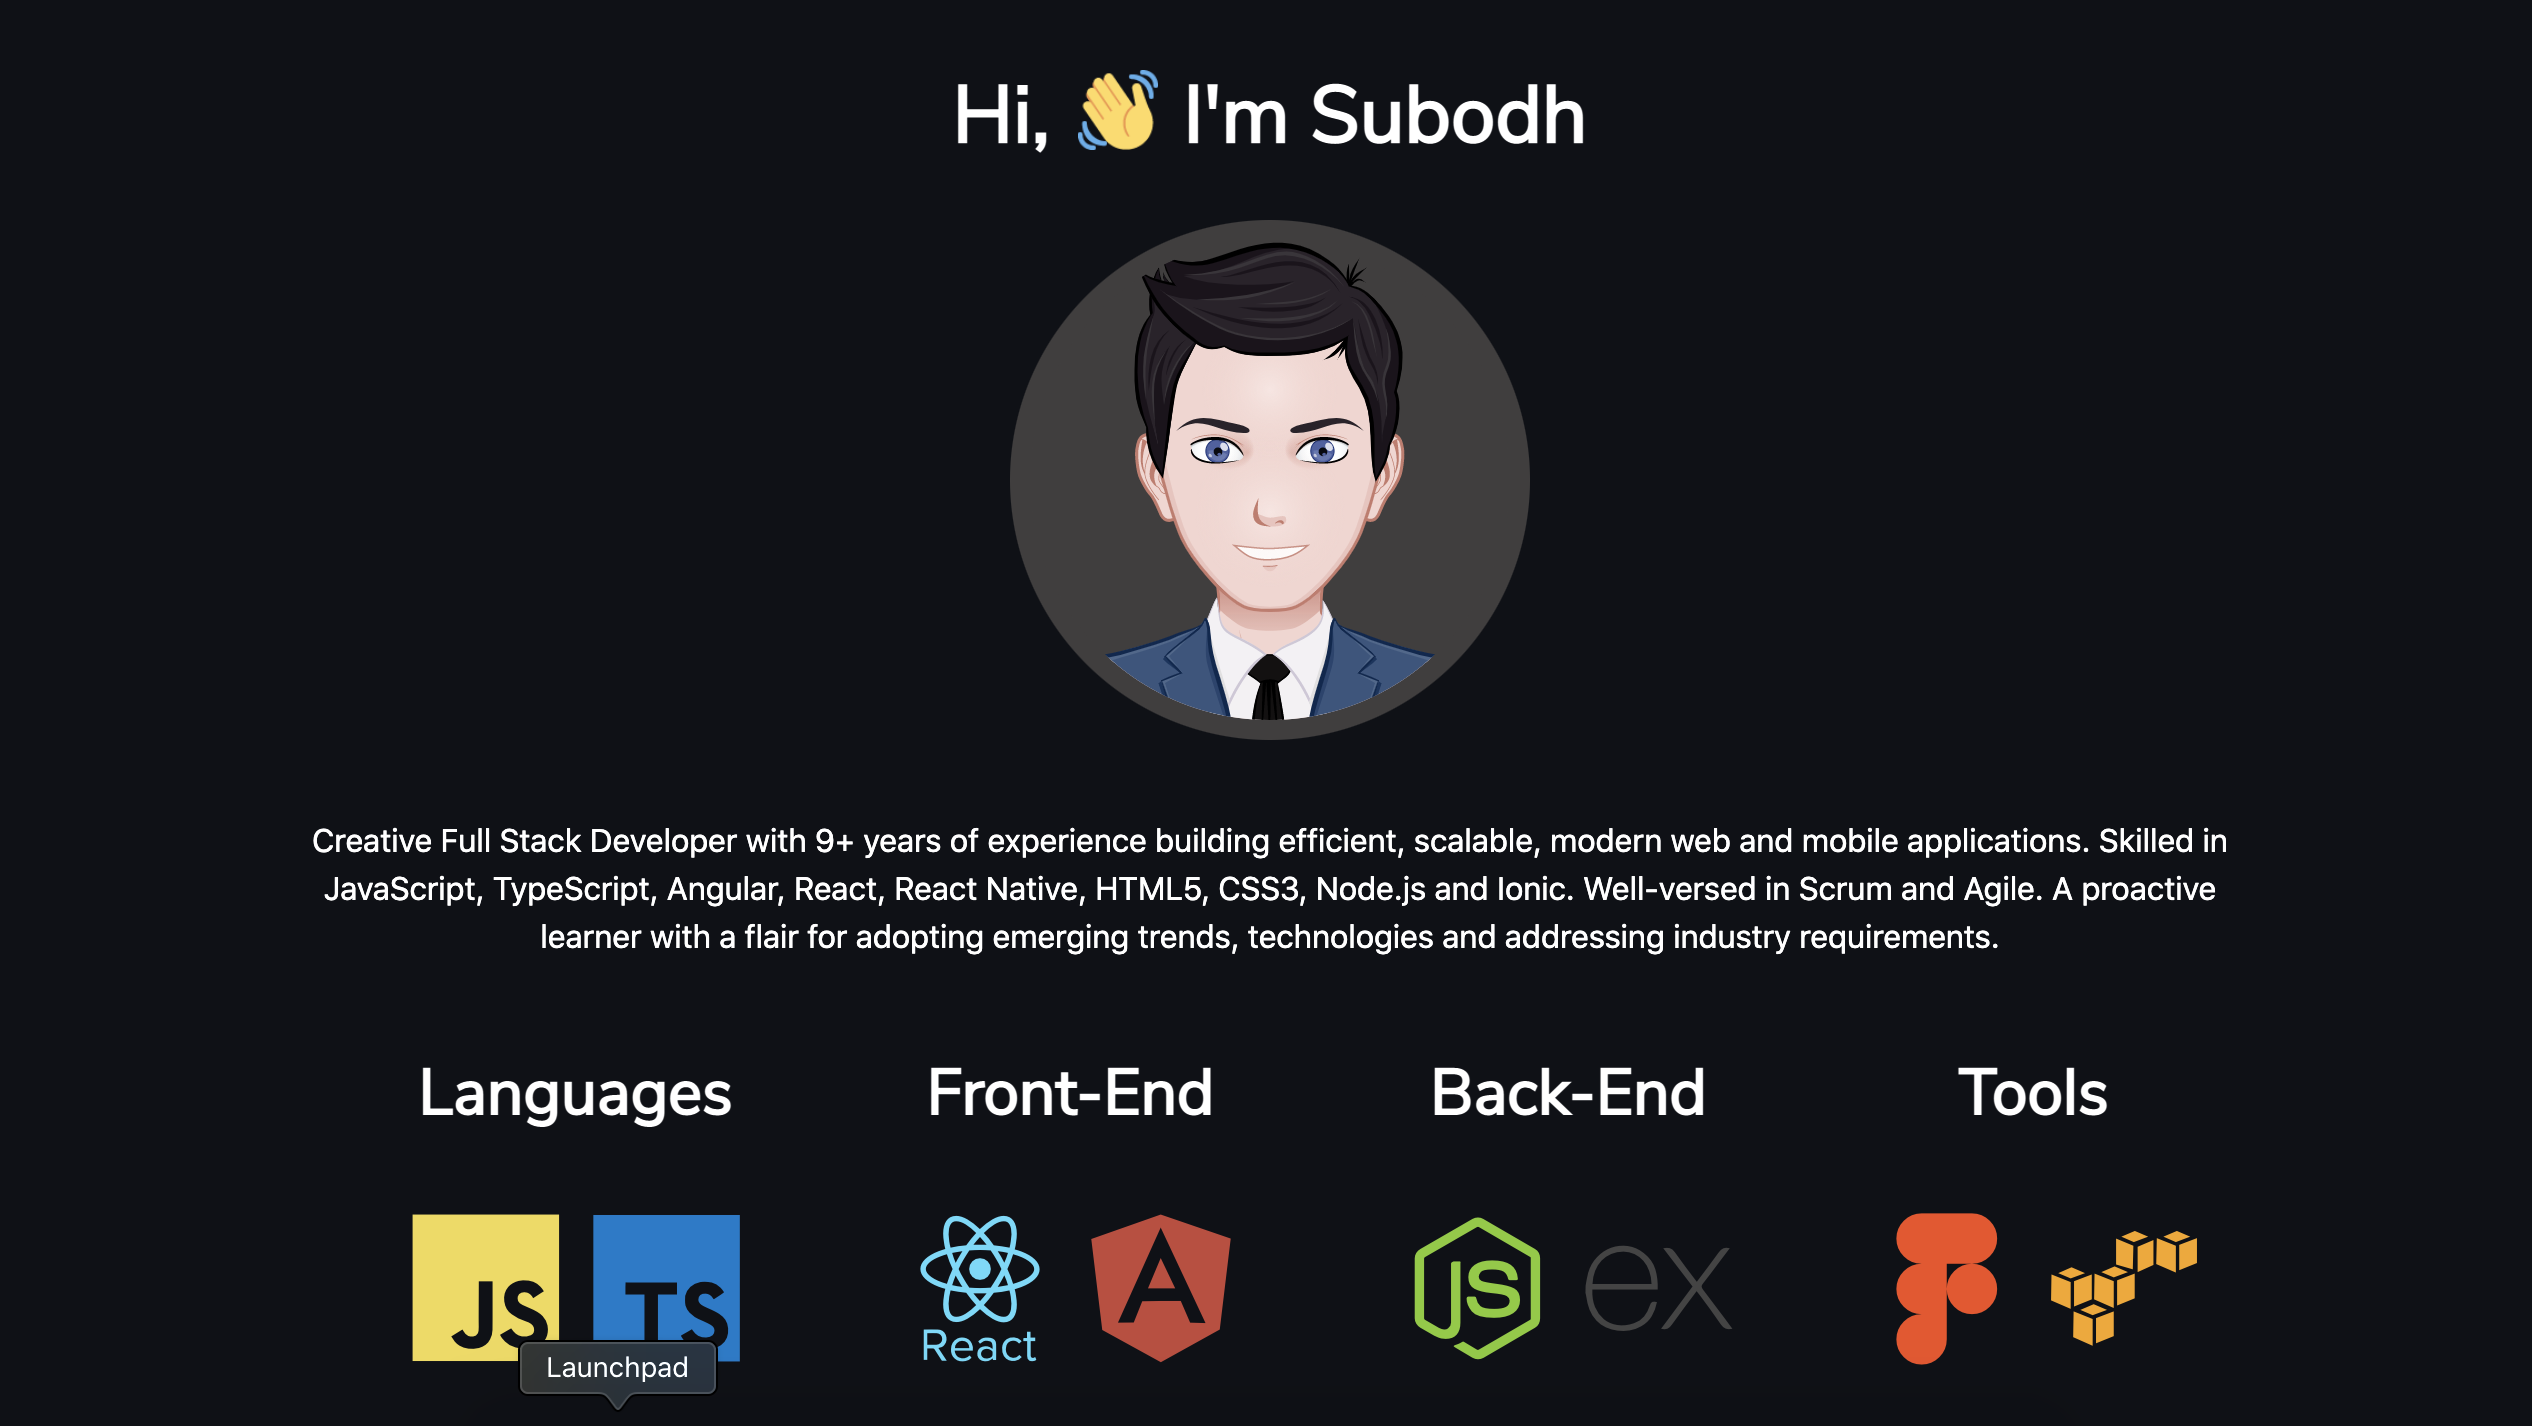 Hi, 👋 I'm Subodh
Creative Full Stack Developer with 9+ years of experience building efficient, scalable, modern web and mobile applications. Skilled in
JavaScript, TypeScript, Angular, React, React Native, HTML5, CSS3, Node.js and Ionic. Well-versed in Scrum and Agile. A proactive
learner with a flair for adopting emerging trends, technologies and addressing industry requirements.
Languages Front-End Back-End Tools
JS TS React A JS ex
Launchpad